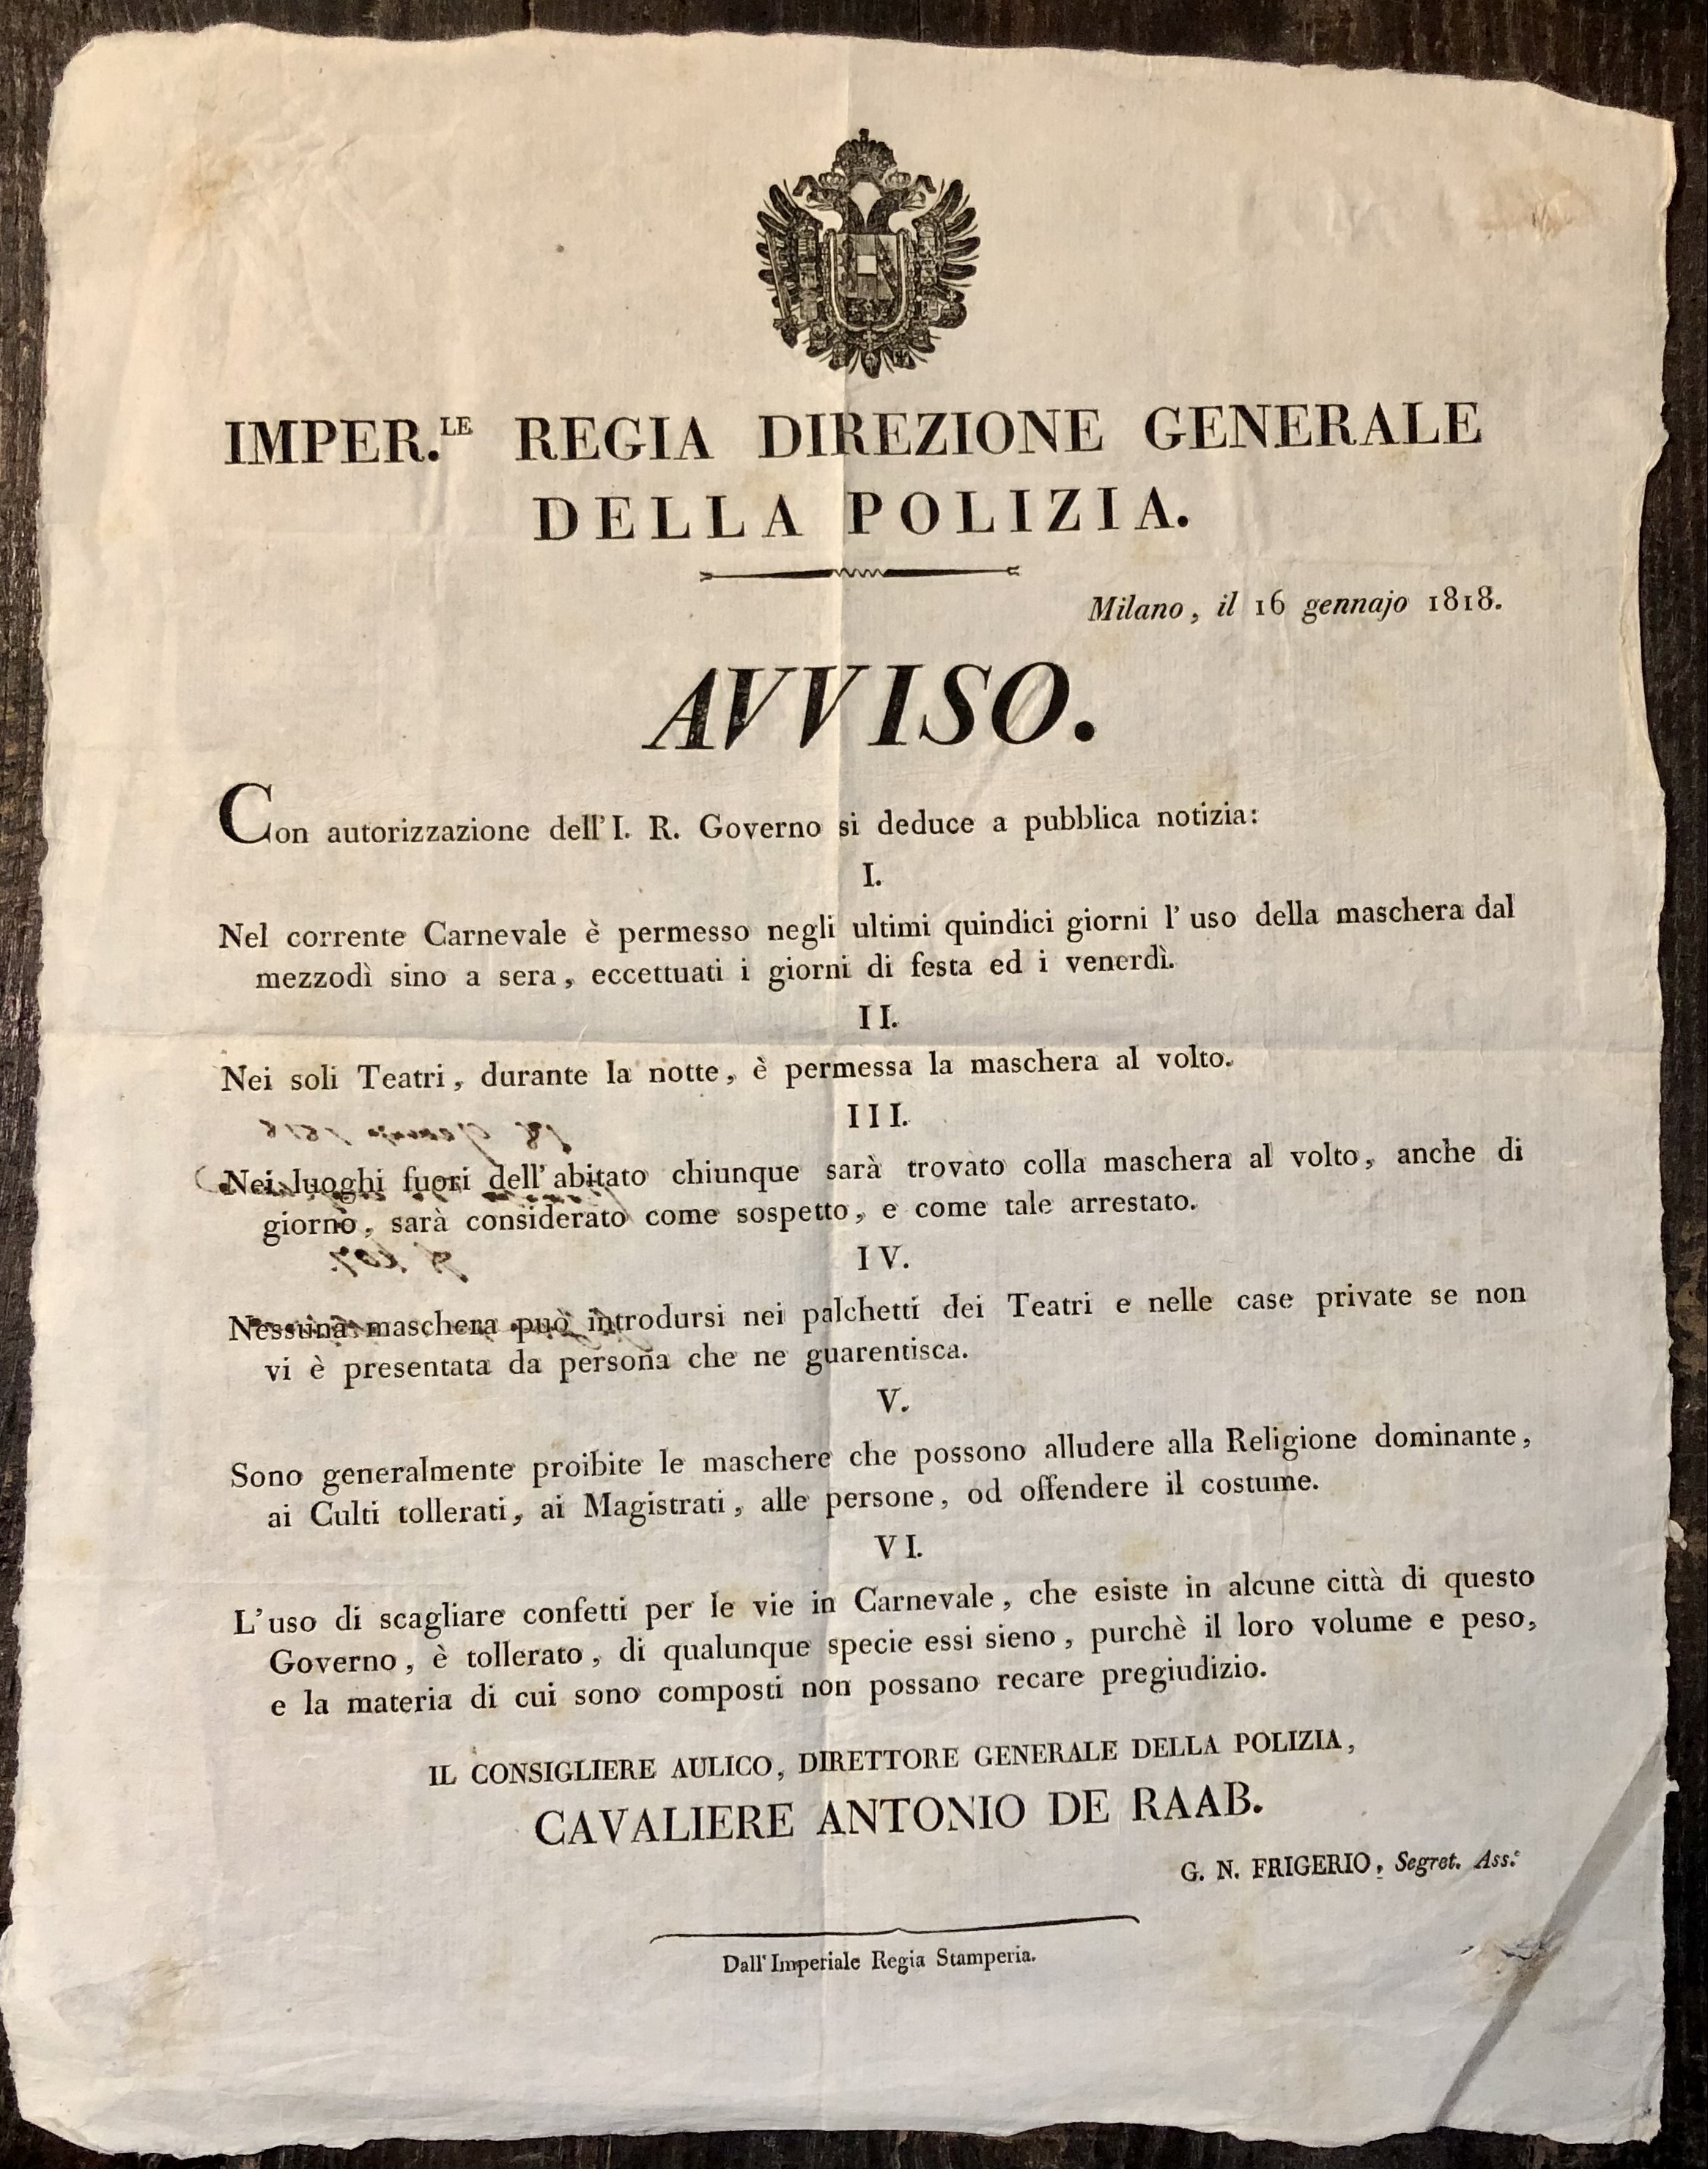 IMPER.LE REGIA DIREZIONE GENERALE
DELLA POLIZIA.
Milano, il 16 gennajo 1818.
AVVISO.
Con autorizzazione dell' I. R. Governo si deduce a pubblica notizia:
I.
Nel corrente Carnevale è permesso negli ultimi quindici giorni l' uso della maschera dal
mezzodì sino a sera, eccettuati i giorni di festa ed i venerdì.
II.
Nei soli Teatri, durante la notte, è permessa la maschera al volto.
III.
Nei luoghi fuori dell' abitato chiunque sarà trovato colla maschera al volto, anche di
giorno, sarà considerato come sospetto, e come tale arrestato.
IV.
Nessuna maschera può introdursi nei palchetti dei Teatri e nelle case private se non
vi è presentata da persona che ne guarentisca.
V.
Sono generalmente proibite le maschere che possono alludere alla Religione dominante,
ai Culti tollerati, ai Magistrati, alle persone, od offendere il costume.
VI.
L'uso di scagliare confetti per le vie in Carnevale, che esiste in alcune città di questo
Governo, è tollerato, di qualunque specie essi sieno, purchè il loro volume e peso,
e la materia di cui sono composti non possano recare pregiudizio.
IL CONSIGLIERE AULICO, DIRETTORE GENERALE DELLA POLIZIA,
CAVALIERE ANTONIO DE RAAB.
G. N. FRIGERIO, Segret. Ass.e
Dall' Imperiale Regia Stamperia.